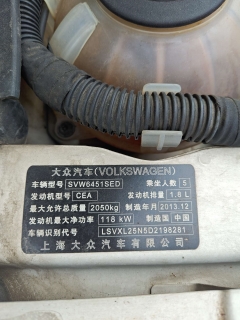 大众汽车(VOLKSWAGEN)
车辆型号 SVW6451SED 乘坐人数 5
发动机型号 CEA 发动机排量 1.8 L
最大允许总质量 2050kg 制造年月 2013.12
发动机最大净功率 118 kW 制造国 中国
车辆识别代号 LSVXL25N5D2198281
上海大众汽车有限公司